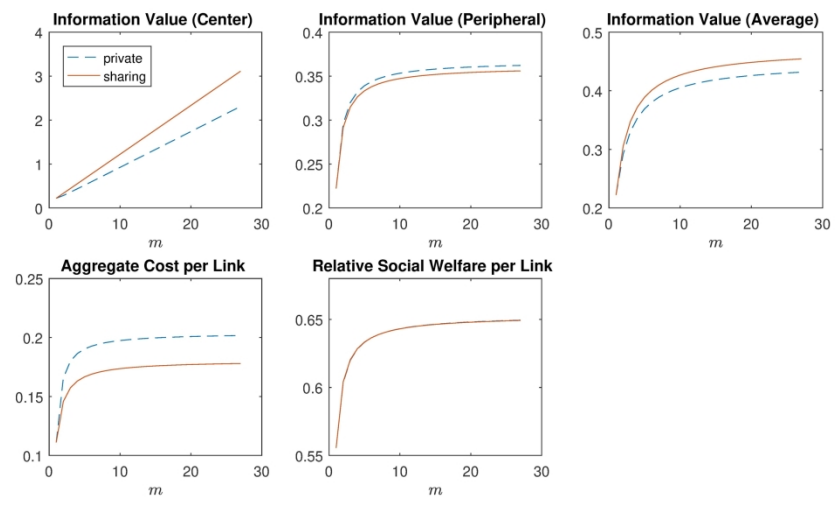 Information Value (Center)
4
3
2
1
0
0 10 20 30
m
private
sharing
Information Value (Peripheral)
0.4
0.35
0.3
0.25
0.2
0 10 20 30
m
Information Value (Average)
0.5
0.4
0.3
0.2
0 10 20 30
m
Aggregate Cost per Link
0.25
0.2
0.15
0.1
0 10 20 30
m
Relative Social Welfare per Link
0.65
0.6
0.55
0 10 20 30
m